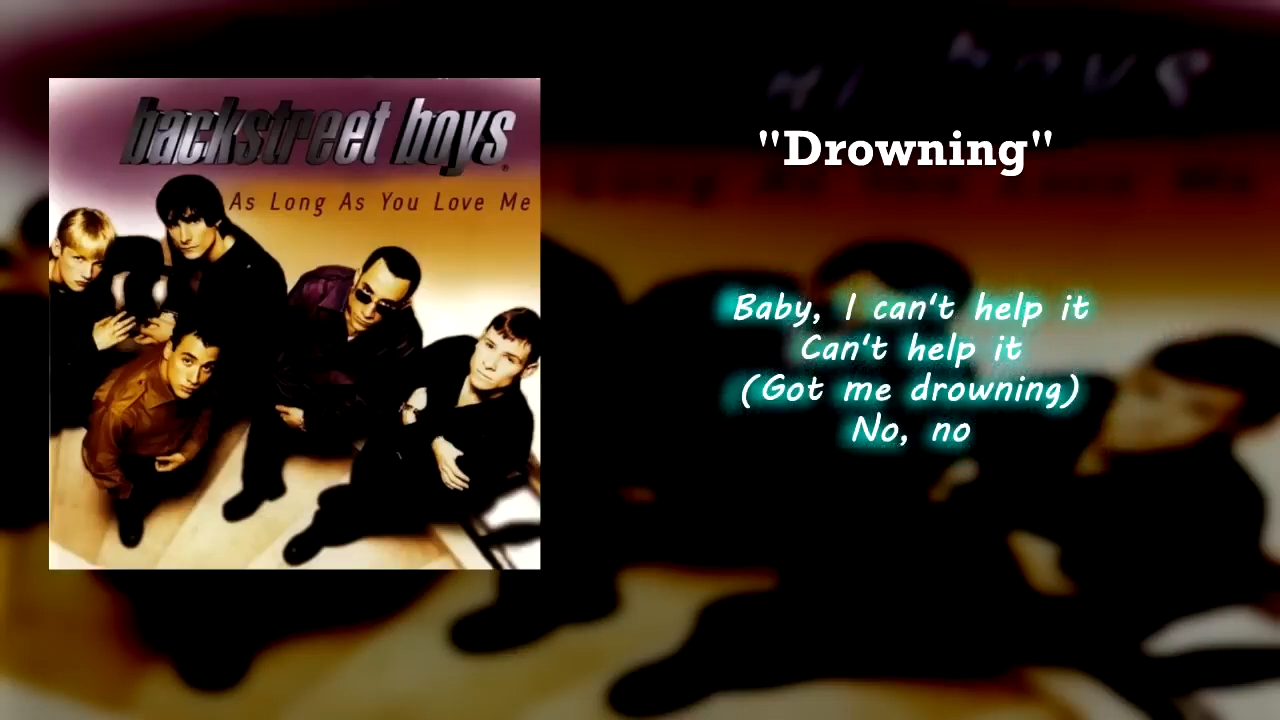 backstreet boys
As Long As You Love Me
"Drowning"
Baby, I can't help it
Can't help it
(Got me drowning)
No, no